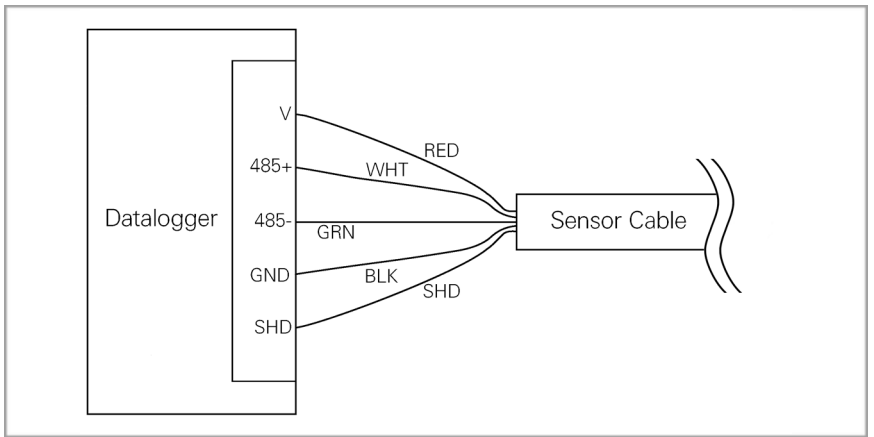 V
RED
485+
WHT
Datalogger
485-
GRN
Sensor Cable
GND
BLK
SHD
SHD